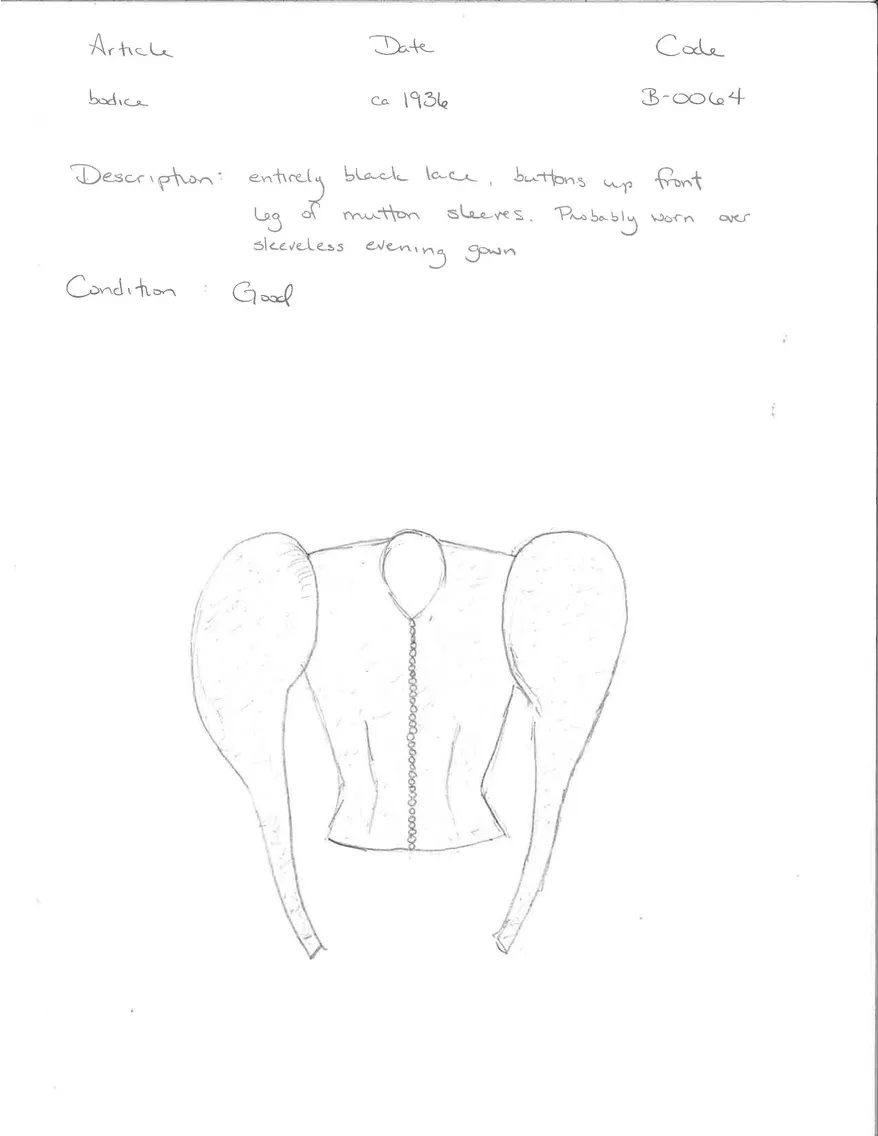 Article Date Code
bodice ca 1936 B-0064
Description: entirely black lace, buttons up front
leg of mutton sleeves. Probably worn over
sleeveless evening gown
Condition : Good